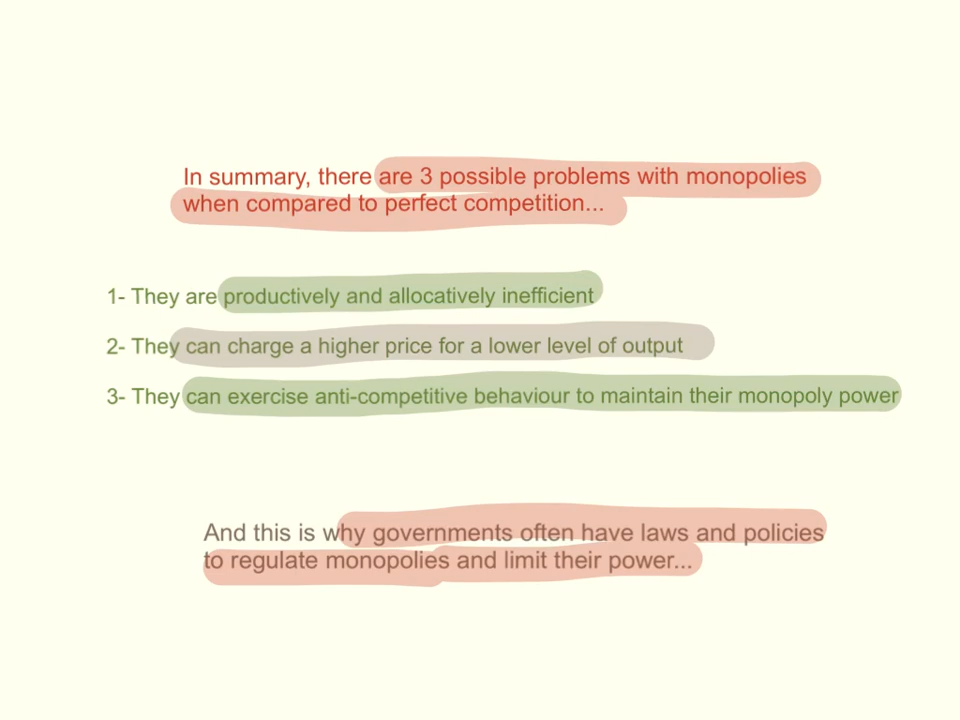 In summary, there are 3 possible problems with monopolies
when compared to perfect competition...
1- They are productively and allocatively inefficient
2- They can charge a higher price for a lower level of output
3- They can exercise anti-competitive behaviour to maintain their monopoly power
And this is why governments often have laws and policies
to regulate monopolies and limit their power...